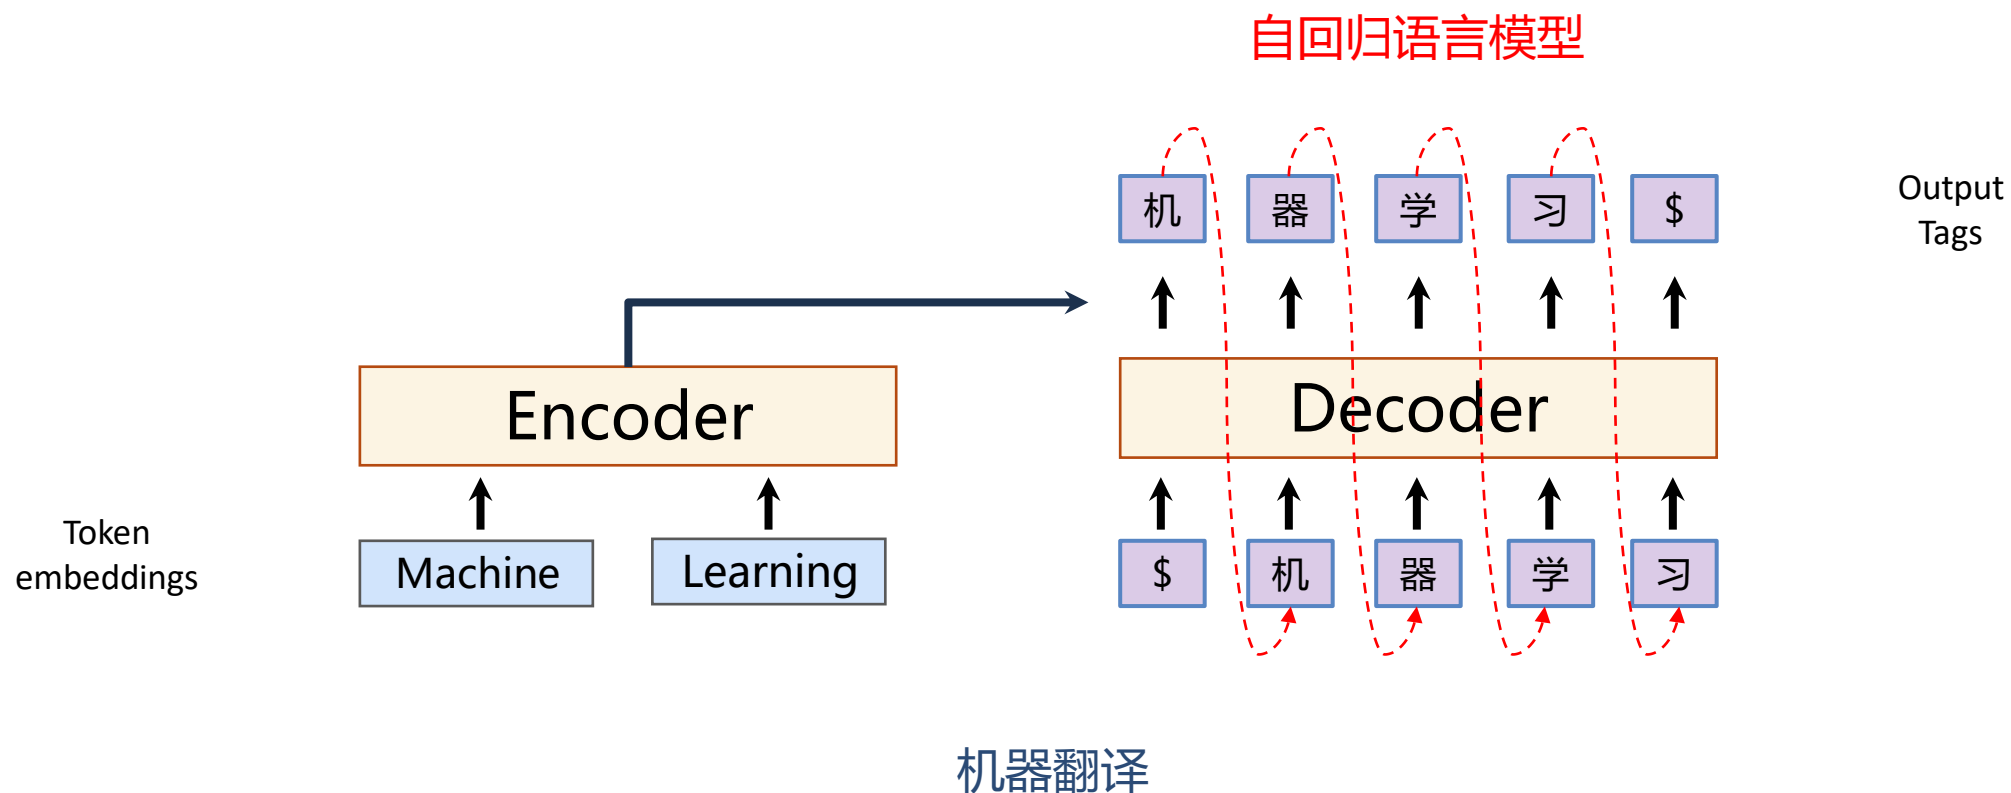 自回归语言模型
机 器 学 习 $
Output
Tags
Encoder
Decoder
Token
embeddings
Machine
Learning
$ 机 器 学 习
机器翻译